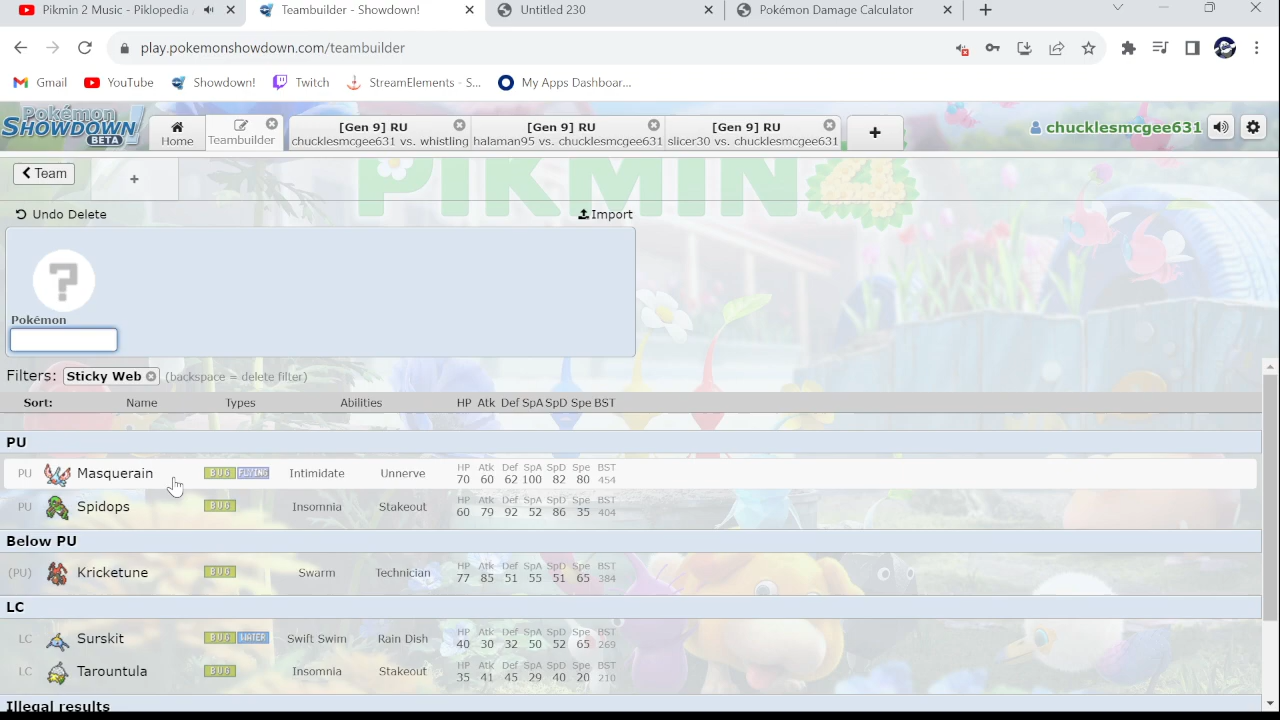 Pikmin 2 Music - Piklopedia
Teambuilder - Showdown!
Untitled 230
Pokémon Damage Calculator
play.pokemonshowdown.com/teambuilder
Gmail
YouTube
Showdown!
Twitch
StreamElements - S...
My Apps Dashboar...
Pokémon
SHOWDOWN!
BETA
Home
Teambuilder
[Gen 9] RU
chucklesmcgee631 vs. whistling
[Gen 9] RU
halaman95 vs. chucklesmcgee631
[Gen 9] RU
slicer30 vs. chucklesmcgee631
chucklesmcgee631
PIKMIN 4
Team
Undo Delete
Import
Pokémon
Filters: Sticky Web (backspace = delete filter)
Sort: Name Types Abilities HP Atk Def SpA SpD Spe BST
PU
PU Masquerain BUG FLYING Intimidate Unnerve HP 70 Atk 60 Def 62 SpA 100 SpD 82 Spe 80 BST 454
PU Spidops BUG Insomnia Stakeout HP 60 Atk 79 Def 92 SpA 52 SpD 86 Spe 35 BST 404
Below PU
(PU) Kricketune BUG Swarm Technician HP 77 Atk 85 Def 51 SpA 55 SpD 51 Spe 65 BST 384
LC
LC Surskit BUG WATER Swift Swim Rain Dish HP 40 Atk 30 Def 32 SpA 50 SpD 52 Spe 65 BST 269
LC Tarountula BUG Insomnia Stakeout HP 35 Atk 41 Def 45 SpA 29 SpD 40 Spe 20 BST 210
Illegal results